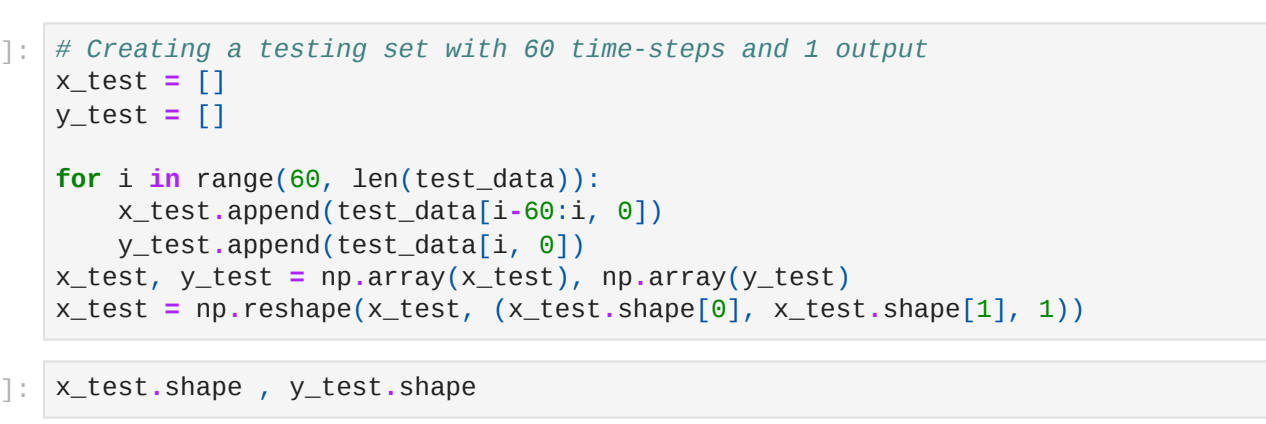 ]: # Creating a testing set with 60 time-steps and 1 output
x_test = []
y_test = []
for i in range(60, len(test_data)):
    x_test.append(test_data[i-60:i, 0])
    y_test.append(test_data[i, 0])
x_test, y_test = np.array(x_test), np.array(y_test)
x_test = np.reshape(x_test, (x_test.shape[0], x_test.shape[1], 1))
]: x_test.shape , y_test.shape